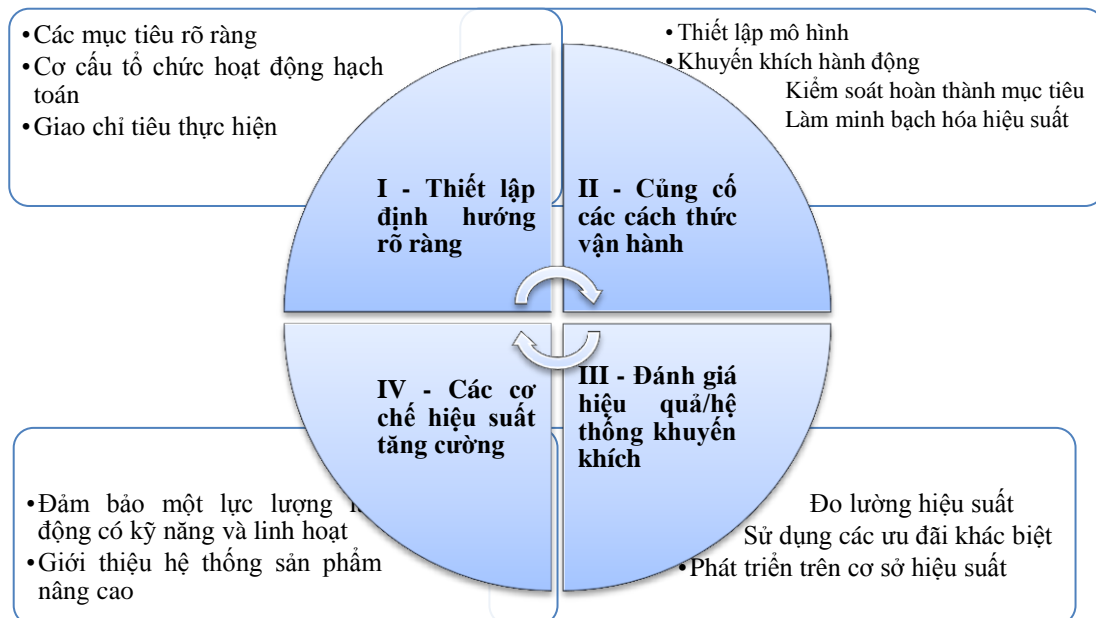 •Các mục tiêu rõ ràng
•Cơ cấu tổ chức hoạt động hạch
toán
•Giao chỉ tiêu thực hiện
•Thiết lập mô hình
•Khuyến khích hành động
Kiểm soát hoàn thành mục tiêu
Làm minh bạch hóa hiệu suất
I - Thiết lập
định hướng
rõ ràng
II - Củng cố
các cách thức
vận hành
IV - Các cơ
chế hiệu suất
tăng cường
III - Đánh giá
hiệu quả/hệ
thống khuyến
khích
•Đảm bảo một lực lượng
động có kỹ năng và linh hoạt
•Giới thiệu hệ thống sản phẩm
nâng cao
Đo lường hiệu suất
Sử dụng các ưu đãi khác biệt
•Phát triển trên cơ sở hiệu suất